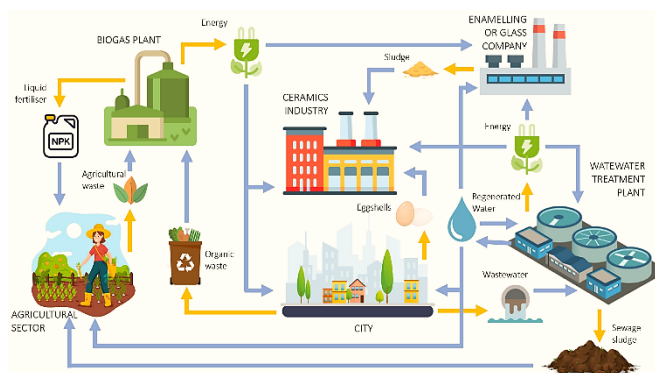 Energy
ENAMELLING
OR GLASS
COMPANY
BIOGAS PLANT
Sludge
Liquid
fertiliser
CERAMICS
INDUSTRY
NPK
Energy
WATEWATER
TREATMENT
PLANT
Agricultural
waste
Regenerated
Water
Eggshells
Organic
waste
Wastewater
AGRICULTURAL
SECTOR
CITY
Sewage
sludge